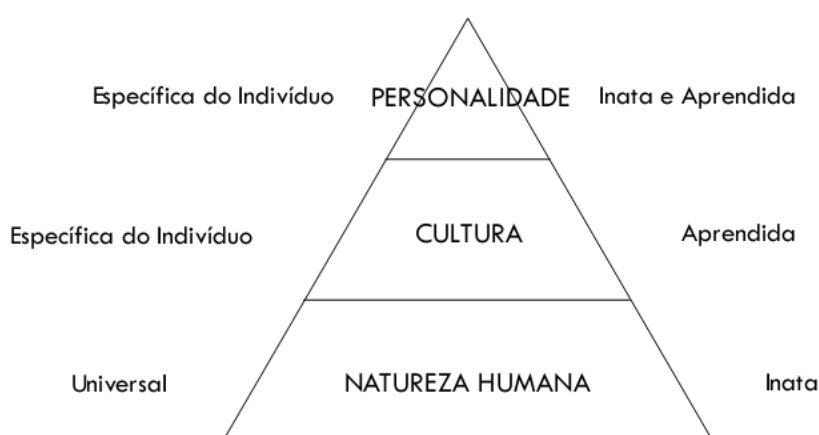 Específica do Indivíduo PERSONALIDADE Inata e Aprendida
Específica do Indivíduo CULTURA Aprendida
Universal NATUREZA HUMANA Inata